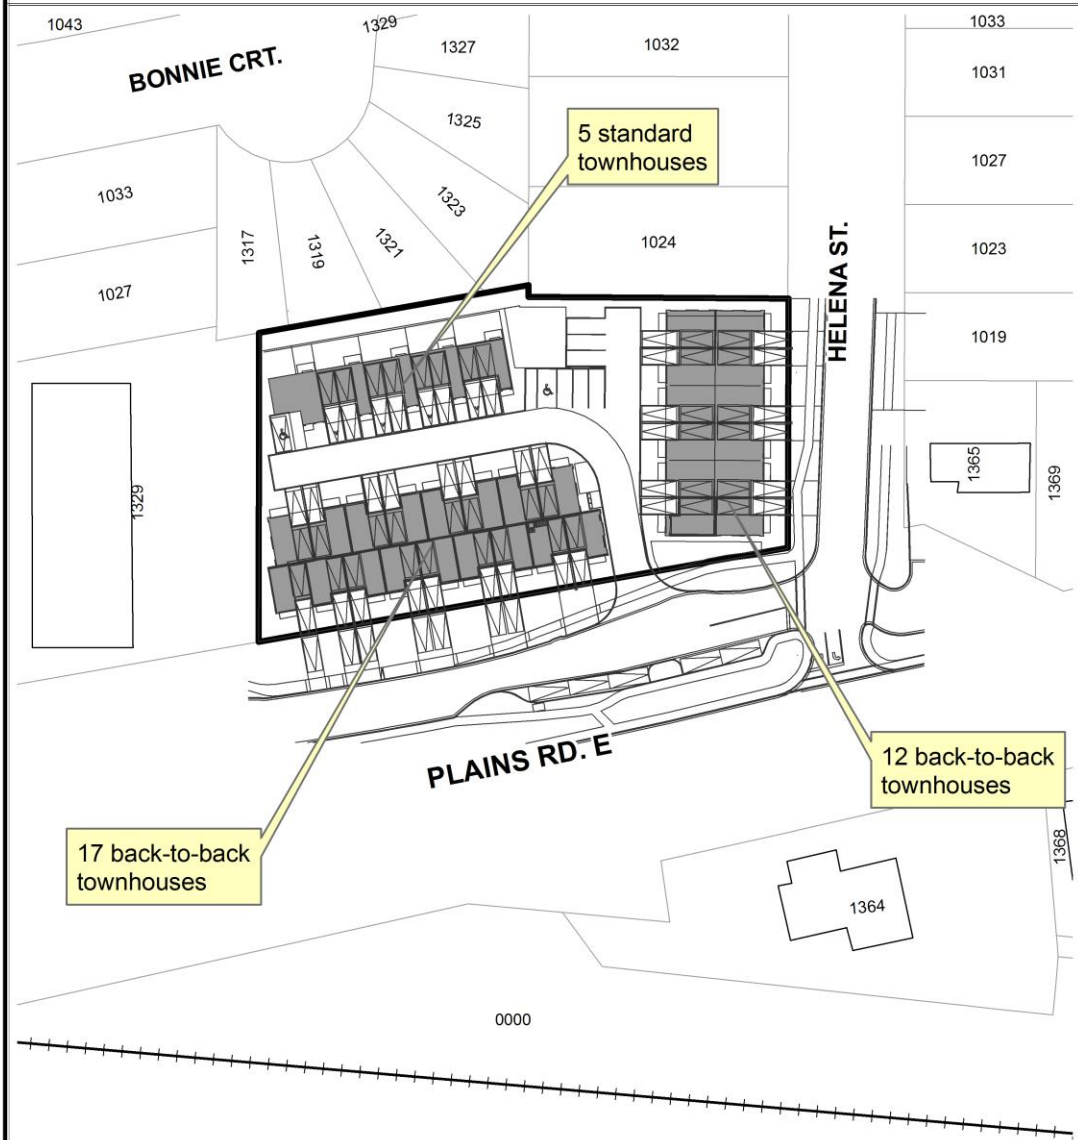 1043
1329
1327
1032
1033
BONNIE CRT.
1031
1325
5 standard
townhouses
1027
1033
1323
1317
1319
1321
1024
HELENA ST.
1023
1027
1019
1329
1365
1369
PLAINS RD. E
12 back-to-back
townhouses
17 back-to-back
townhouses
1368
1364
0000